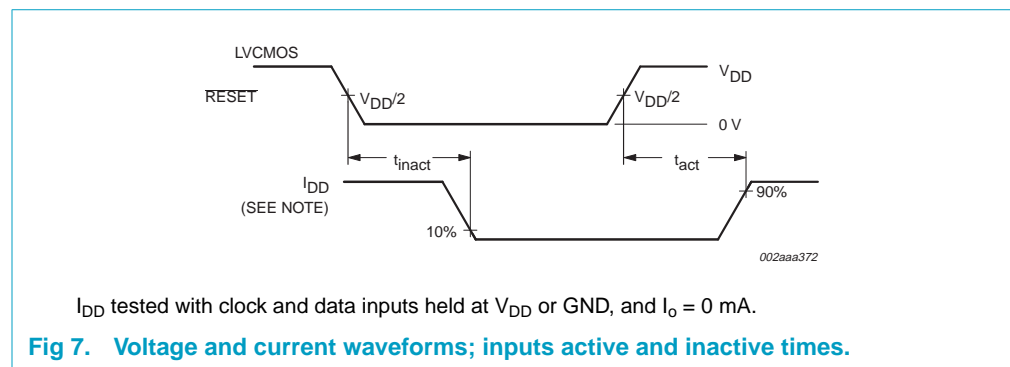 LVCMOS
VDD
RESET
VDD/2
VDD/2
0 V
tinact
tact
IDD
(SEE NOTE)
90%
10%
002aaa372
IDD tested with clock and data inputs held at VDD or GND, and Io = 0 mA.
Fig 7. Voltage and current waveforms; inputs active and inactive times.